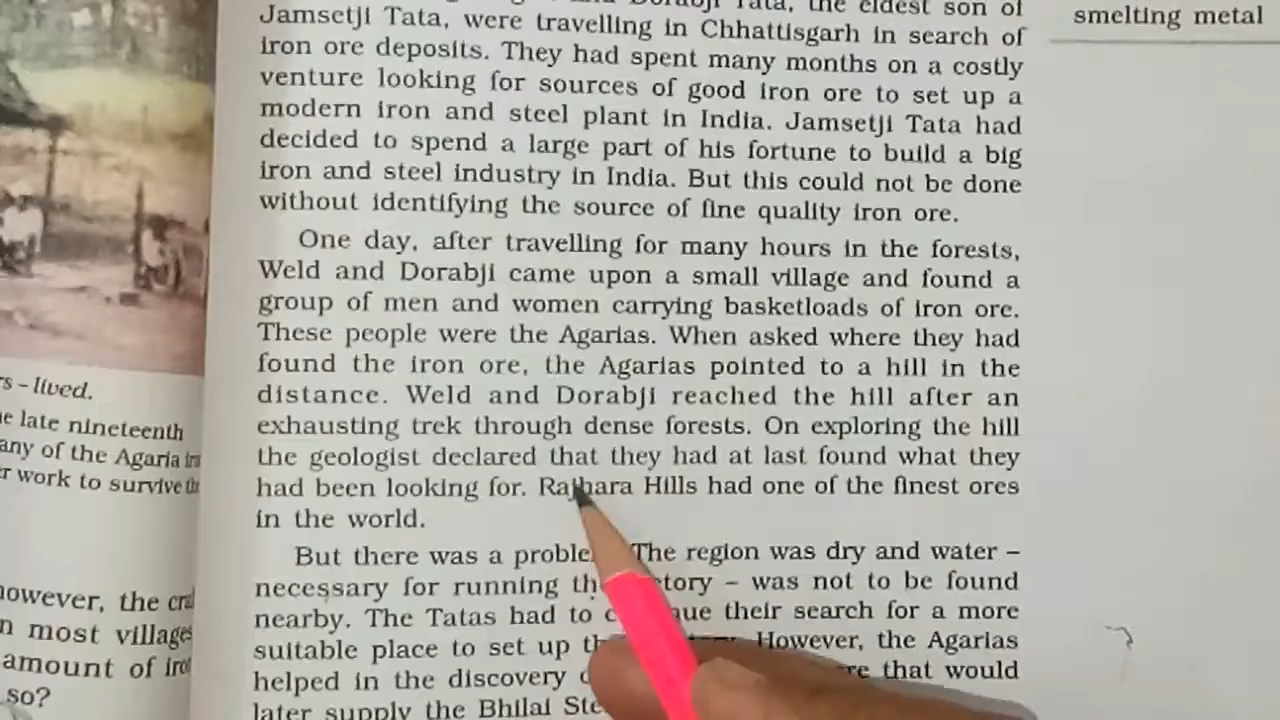 Dorabji Tata, the eldest son of
Jamsetji Tata, were travelling in Chhattisgarh in search of
iron ore deposits. They had spent many months on a costly
venture looking for sources of good iron ore to set up a
modern iron and steel plant in India. Jamsetji Tata had
decided to spend a large part of his fortune to build a big
iron and steel industry in India. But this could not be done
without identifying the source of fine quality iron ore.
One day, after travelling for many hours in the forests,
Weld and Dorabji came upon a small village and found a
group of men and women carrying basketloads of iron ore.
These people were the Agarias. When asked where they had
found the iron ore, the Agarias pointed to a hill in the
distance. Weld and Dorabji reached the hill after an
exhausting trek through dense forests. On exploring the hill
the geologist declared that they had at last found what they
had been looking for. Rajhara Hills had one of the finest ores
in the world.
But there was a The region was dry and water –
necessary for running – was not to be found
nearby. The Tatas had to their search for a more
suitable place to set up However, the Agarias
helped in the discovery that would
later supply the Bhilai
smelting metal
– lived.
late nineteenth
any of the Agaria
work to survive
however, the
most villages
amount of
so?